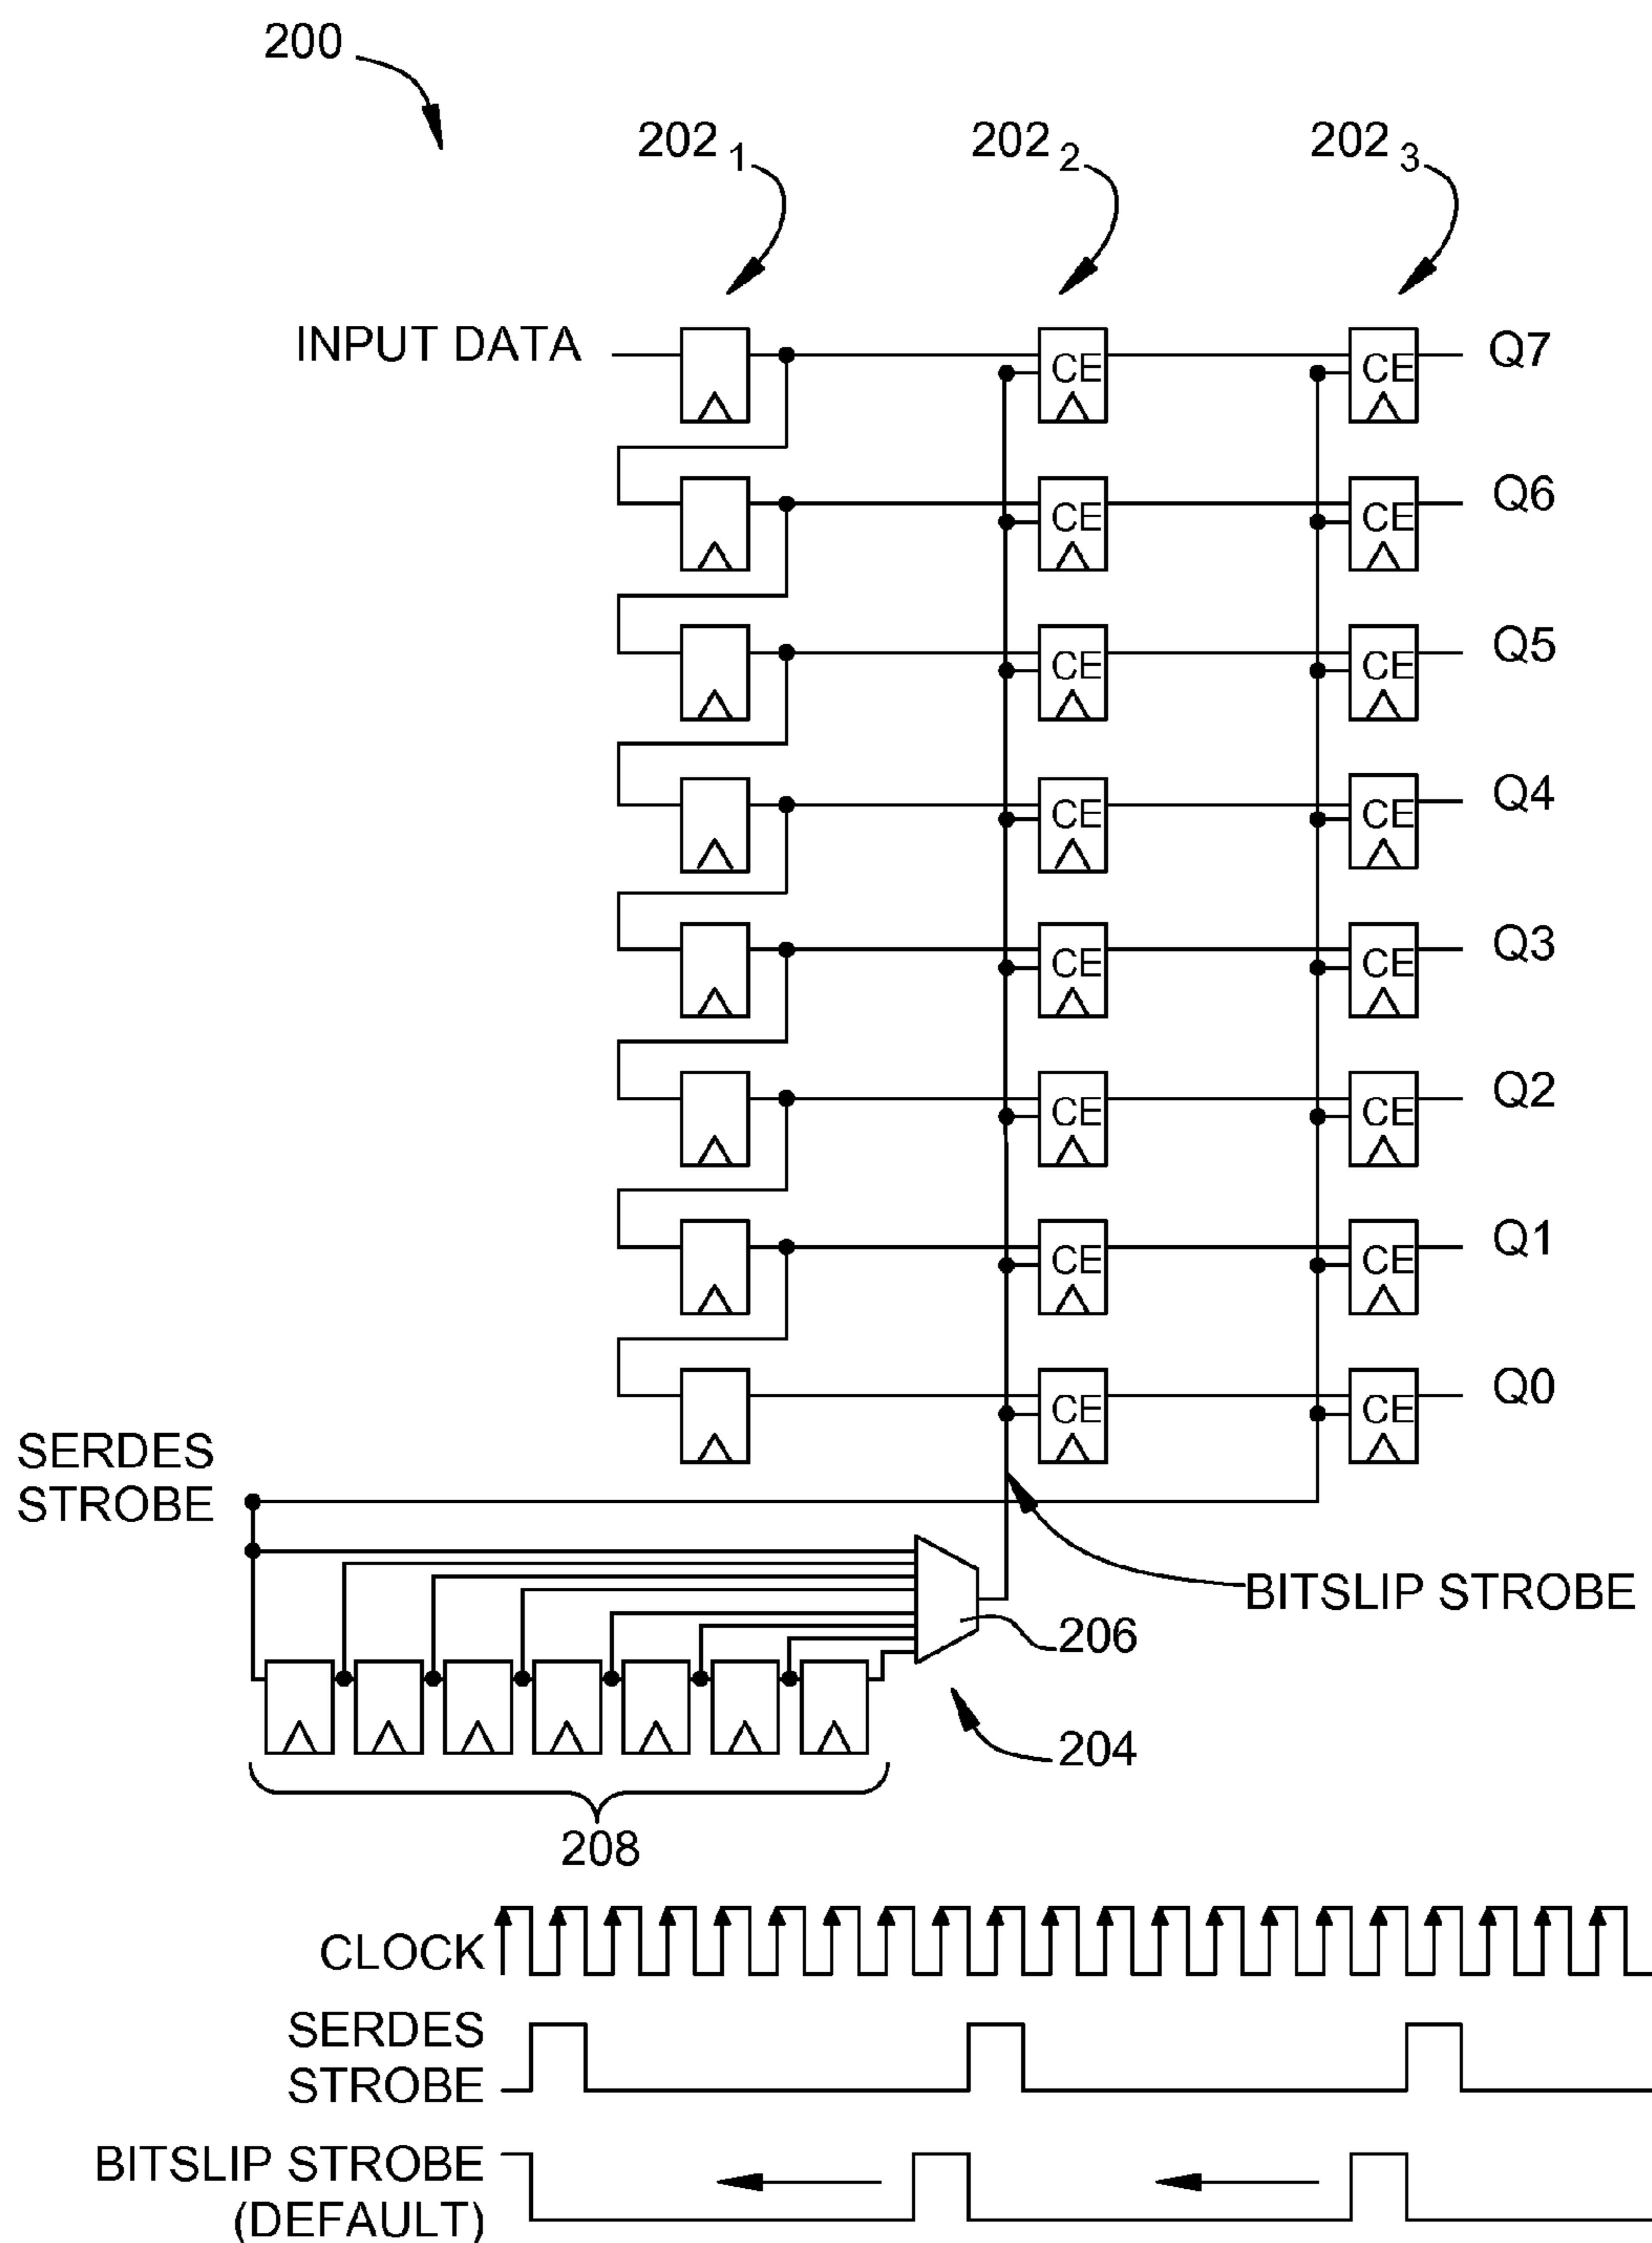 200
202 1 202 2 202 3
INPUT DATA
CE CE Q7
CE CE Q6
CE CE Q5
CE CE Q4
CE CE Q3
CE CE Q2
CE CE Q1
CE CE Q0
SERDES
STROBE
BITSLIP STROBE
206
204
208
CLOCK
SERDES
STROBE
BITSLIP STROBE
(DEFAULT)